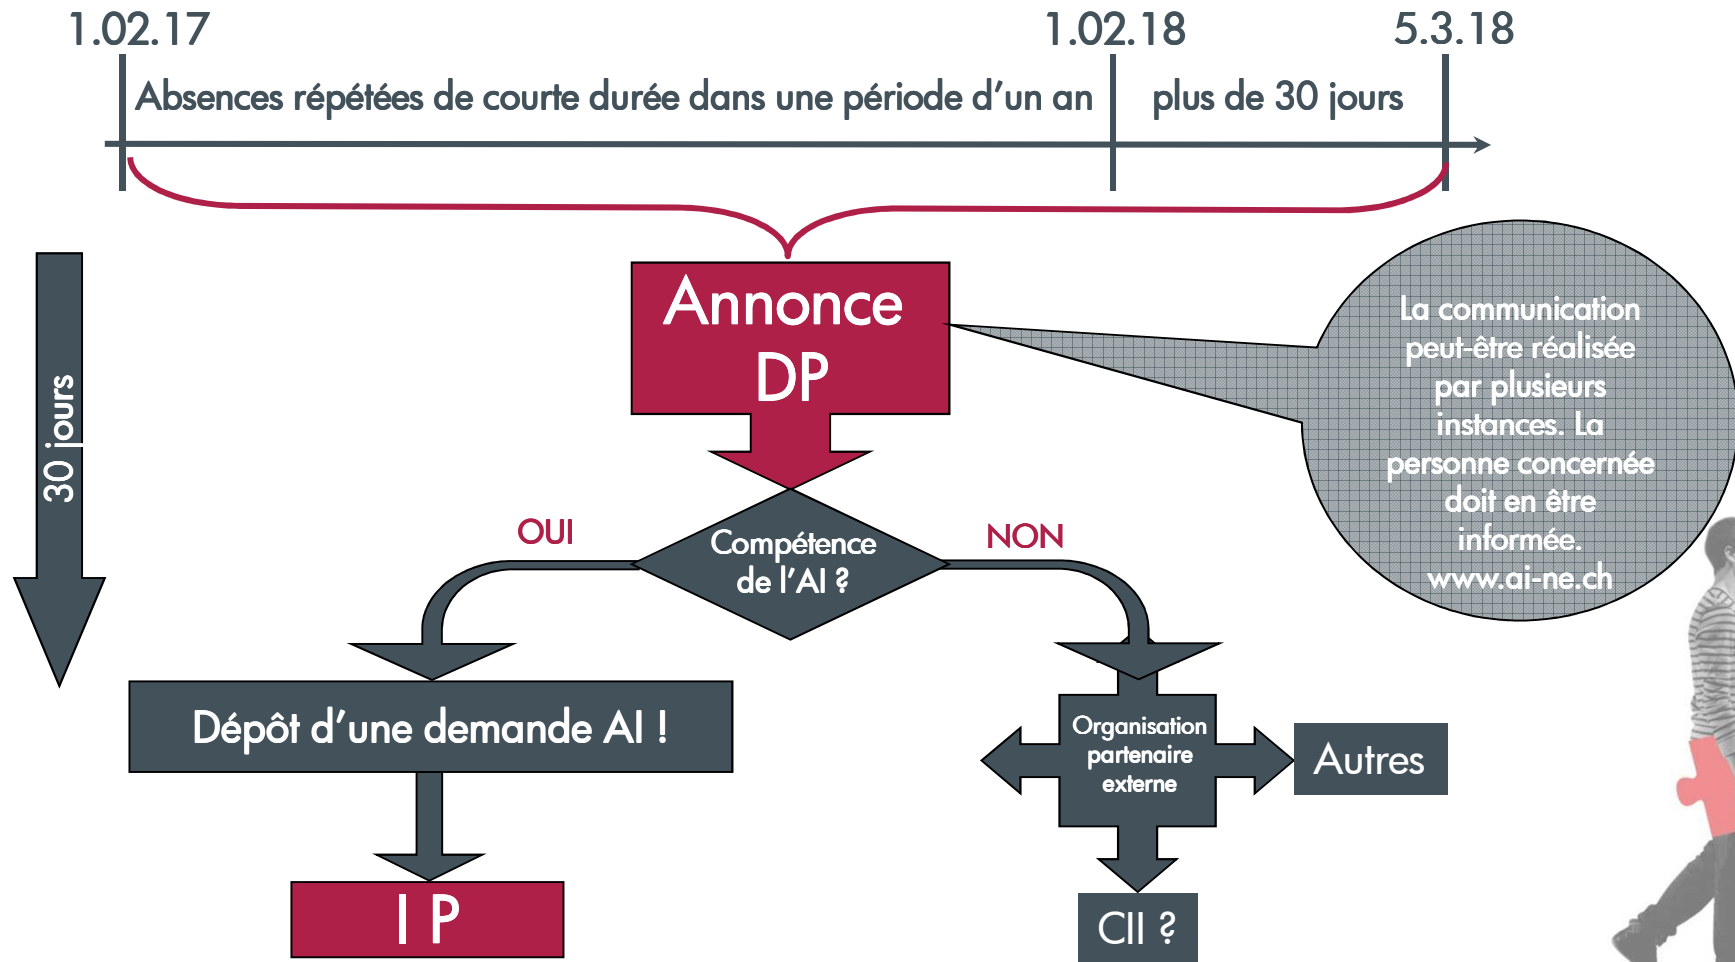 1.02.17
1.02.18
5.3.18
Absences répétées de courte durée dans une période d'un an
plus de 30 jours
Annonce
DP
La communication
peut-être réalisée
par plusieurs
instances. La
personne concernée
doit en être
informée.
www.ai-ne.ch
30 jours
OUI
Compétence
de l'AI ?
NON
Dépôt d'une demande AI !
Organisation
partenaire
externe
Autres
I P
CII ?